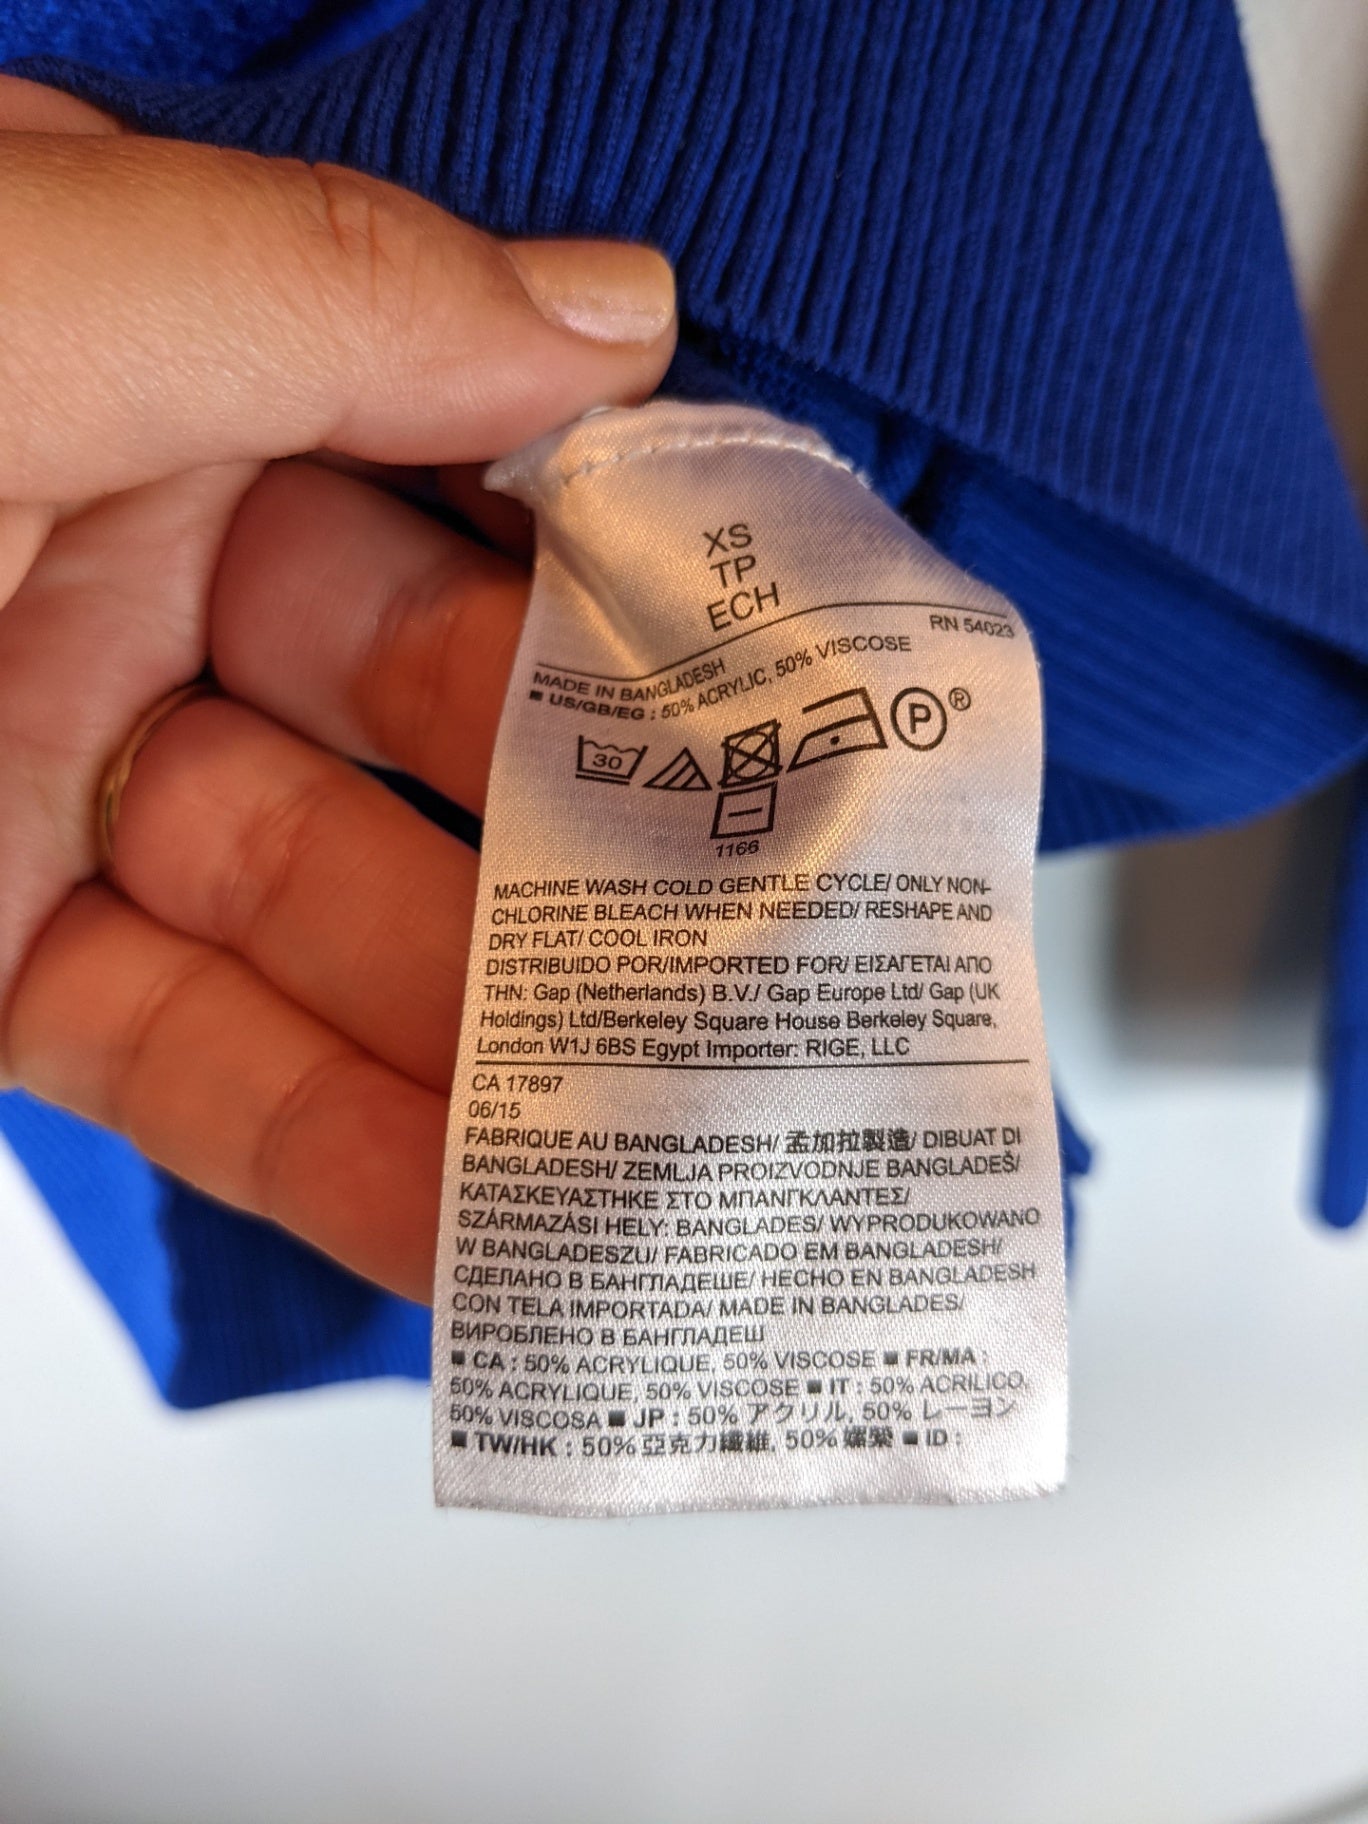 XS
TP
ECH
RN 54023
MADE IN BANGLADESH
■ US/GB/EG : 50% ACRYLIC, 50% VISCOSE
30
P ®
1166
MACHINE WASH COLD GENTLE CYCLE/ ONLY NON-
CHLORINE BLEACH WHEN NEEDED/ RESHAPE AND
DRY FLAT/ COOL IRON
DISTRIBUIDO POR/IMPORTED FOR/ ΕΙΣΑΓΕΤΑΙ ΑΠΟ
THN: Gap (Netherlands) B.V./ Gap Europe Ltd/ Gap (UK
Holdings) Ltd/Berkeley Square House Berkeley Square,
London W1J 6BS Egypt Importer: RIGE, LLC
CA 17897
06/15
FABRIQUE AU BANGLADESH/ 孟加拉製造/ DIBUAT DI
BANGLADESH/ ZEMLJA PROIZVODNJE BANGLADEŠ/
ΚΑΤΑΣΚΕΥΑΣΤΗΚΕ ΣΤΟ ΜΠΑΝΓΚΛΑΝΤΕΣ/
SZÁRMAZÁSI HELY: BANGLADES/ WYPRODUKOWANO
W BANGLADESZU/ FABRICADO EM BANGLADESH/
СДЕЛАНО В БАНГЛАДЕШЕ/ HECHO EN BANGLADESH
CON TELA IMPORTADA/ MADE IN BANGLADES/
ВИРОБЛЕНО В БАНГЛАДЕШ
■ CA : 50% ACRYLIQUE, 50% VISCOSE ■ FR/MA :
50% ACRYLIQUE, 50% VISCOSE ■ IT : 50% ACRILICO,
50% VISCOSA ■ JP : 50% アクリル, 50% レーヨン
■ TW/HK : 50% 亞克力纖維, 50% 嫘縈 ■ ID :